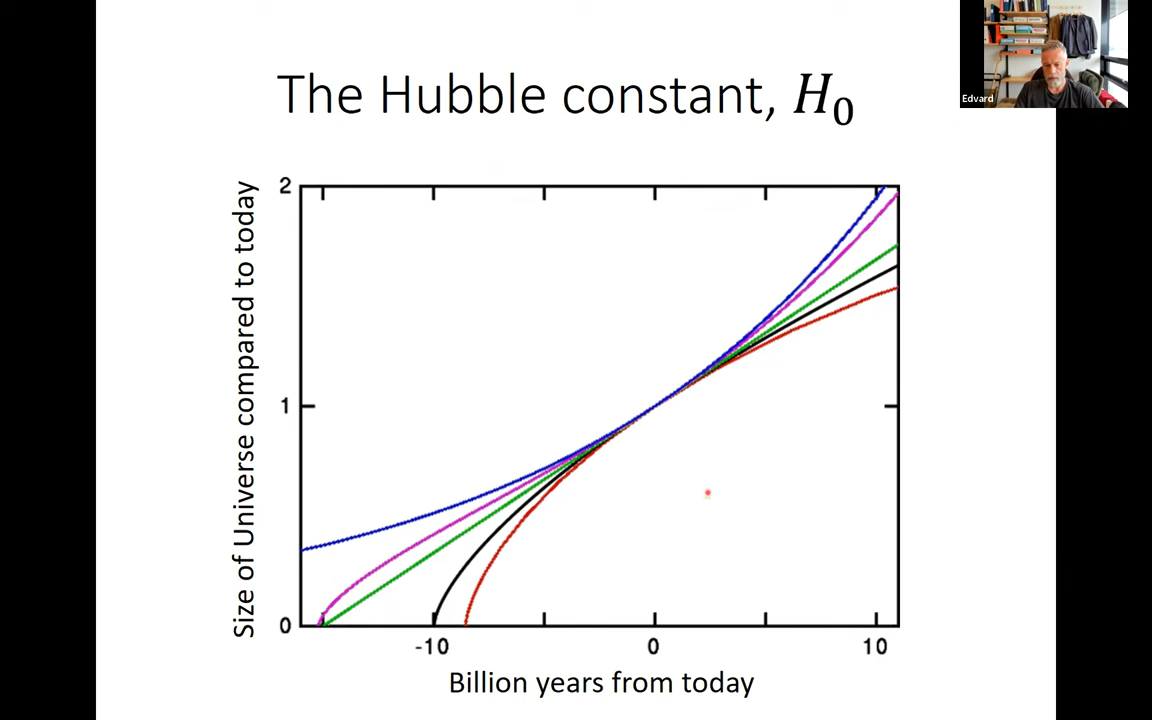 The Hubble constant, H₀
Edvard
Size of Universe compared to today
2
1
0
-10
0
10
Billion years from today